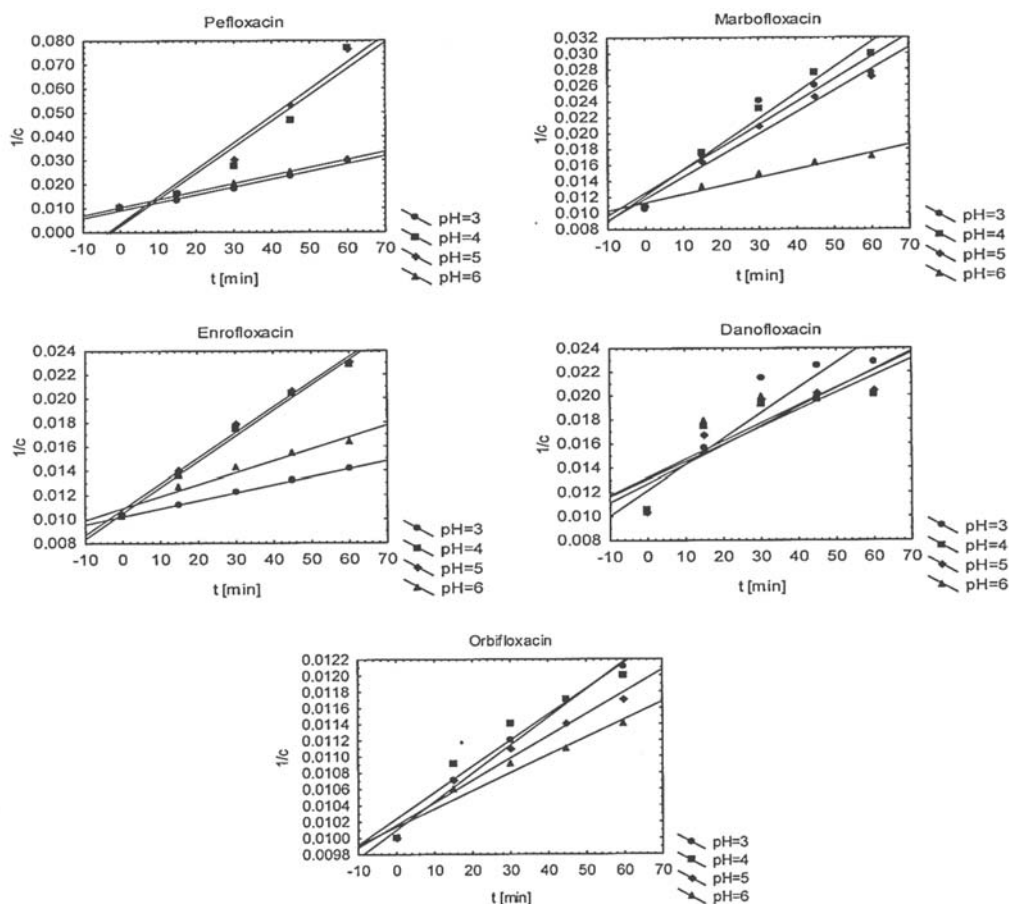 Pefloxacin
0,080
0,070
0,060
0,050
0,040
0,030
0,020
0,010
0,000
1/c
-10 0 10 20 30 40 50 60 70
t [min]
pH=3
pH=4
pH=5
pH=6
Marbofloxacin
0,032
0,030
0,028
0,026
0,024
0,022
0,020
0,018
0,016
0,014
0,012
0,010
0,008
1/c
-10 0 10 20 30 40 50 60 70
t [min]
pH=3
pH=4
pH=5
pH=6
Enrofloxacin
0,024
0,022
0,020
0,018
0,016
0,014
0,012
0,010
0,008
1/c
-10 0 10 20 30 40 50 60 70
t [min]
pH=3
pH=4
pH=5
pH=6
Danofloxacin
0,024
0,022
0,020
0,018
0,016
0,014
0,012
0,010
0,008
1/c
-10 0 10 20 30 40 50 60 70
t [min]
pH=3
pH=4
pH=5
pH=6
Orbifloxacin
0,0122
0,0120
0,0118
0,0116
0,0114
0,0112
0,0110
0,0108
0,0106
0,0104
0,0102
0,0100
0,0098
1/c
-10 0 10 20 30 40 50 60 70
t [min]
pH=3
pH=4
pH=5
pH=6